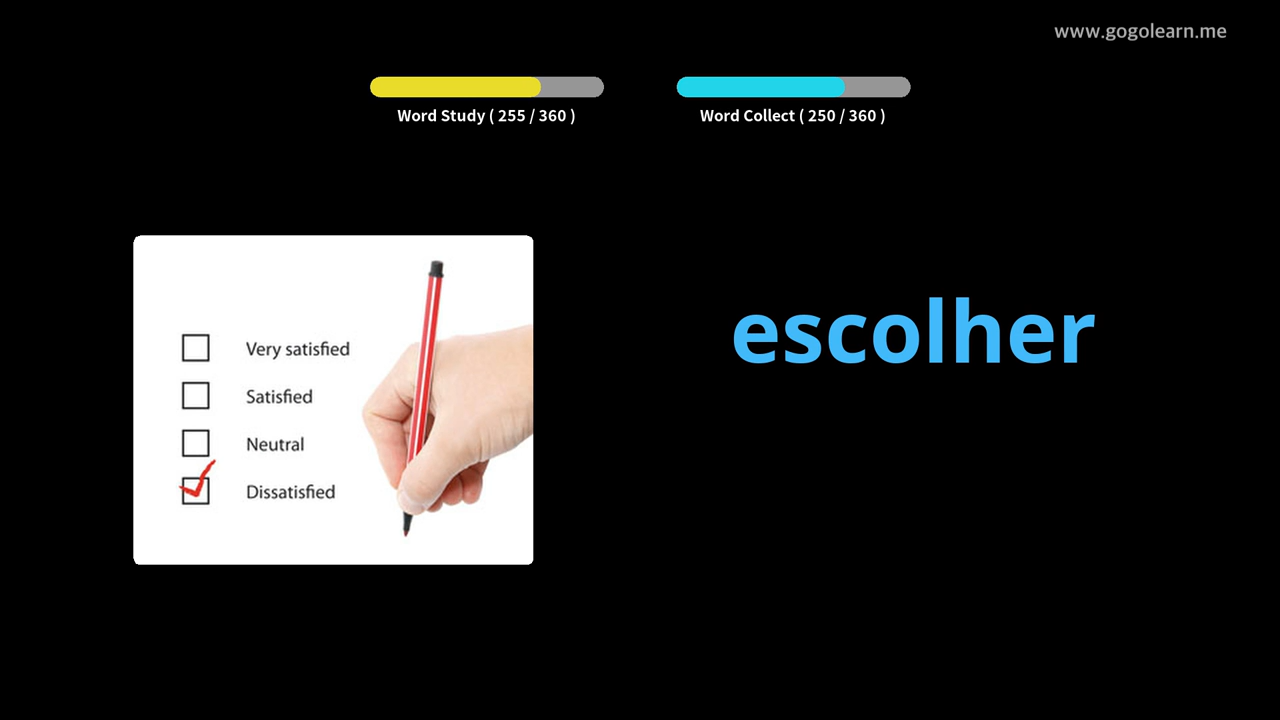 www.gogolearn.me
Word Study ( 255 / 360 )
Word Collect ( 250 / 360 )
Very satisfied
Satisfied
Neutral
Dissatisfied
escolher